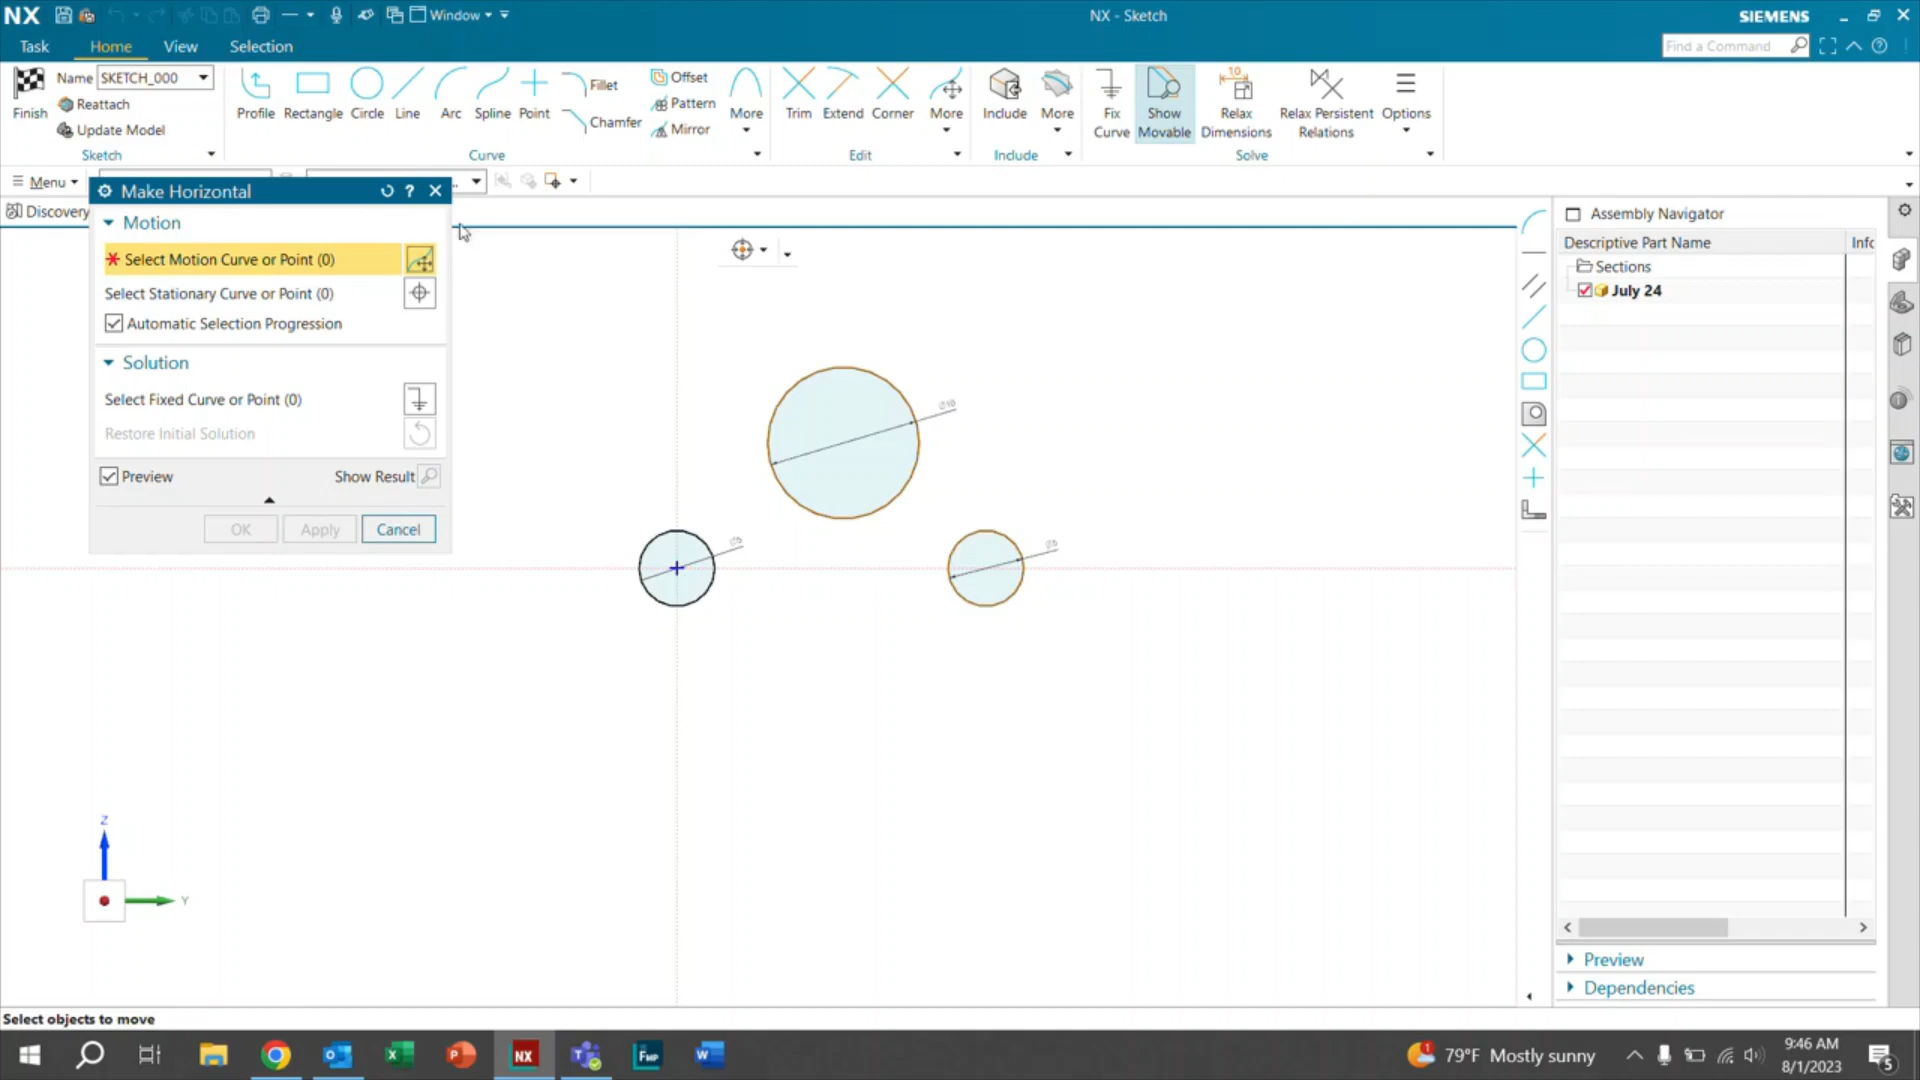 NX
Window
NX - Sketch
SIEMENS
Task
Home
View
Selection
Find a Command
Finish
Name SKETCH_000
Reattach
Update Model
Sketch
Profile
Rectangle
Circle
Line
Arc
Spline
Point
Fillet
Chamfer
Offset
Pattern
Mirror
More
Curve
Trim
Extend
Corner
More
Edit
Include
More
Include
Fix
Curve
Show
Movable
Relax
Dimensions
Relax Persistent
Relations
Options
Solve
Menu
Discovery
Make Horizontal
Motion
* Select Motion Curve or Point (0)
Select Stationary Curve or Point (0)
Automatic Selection Progression
Solution
Select Fixed Curve or Point (0)
Restore Initial Solution
Preview
Show Result
OK
Apply
Cancel
Z
Y
Assembly Navigator
Descriptive Part Name
Infc
Sections
July 24
Preview
Dependencies
Select objects to move
NX
FMP
79°F Mostly sunny
9:46 AM
8/1/2023
5